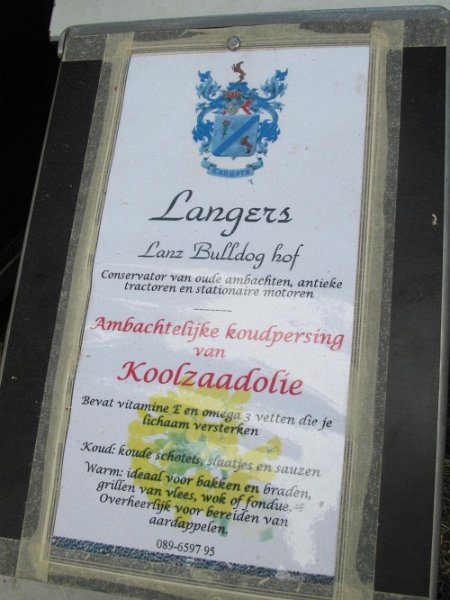 Langers
Langers
Lanz Bulldog hof
Conservator van oude ambachten, antieke
tractoren en stationaire motoren
----------
Ambachtelijke koudpersing
van
Koolzaadolie
Bevat vitamine E en omega 3 vetten die je
lichaam versterken
Koud: koude schotels, slaatjes en sauzen
Warm: ideaal voor bakken en braden,
grillen van vlees, wok of fondue.
Overheerlijk voor bereiden van
aardappelen.
089-6597 95